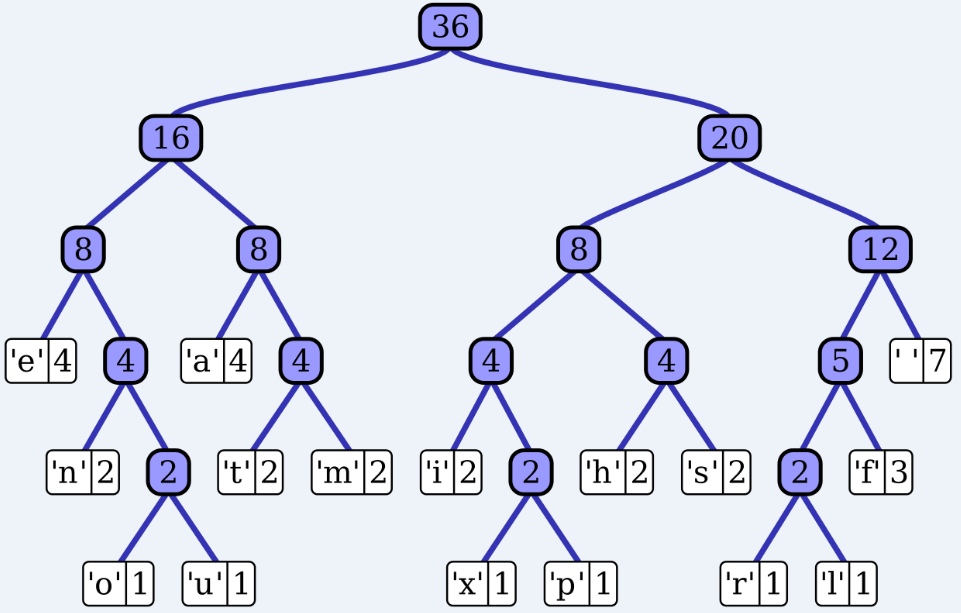 36
16 20
8 8 8 12
'e' 4 4 'a' 4 4 4 4 5 ' ' 7
'n' 2 2 't' 2 'm' 2 'i' 2 2 'h' 2 's' 2 2 'f' 3
'o' 1 'u' 1 'x' 1 'p' 1 'r' 1 'l' 1